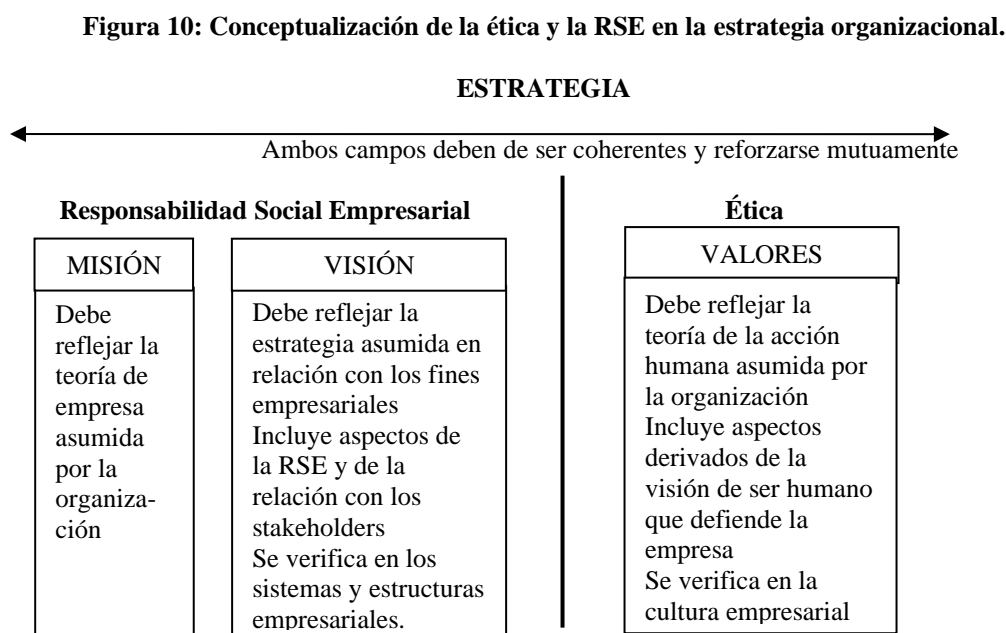 Figura 10: Conceptualización de la ética y la RSE en la estrategia organizacional.
ESTRATEGIA
Ambos campos deben de ser coherentes y reforzarse mutuamente
Responsabilidad Social Empresarial
MISIÓN
Debe
reflejar la
teoría de
empresa
asumida
por la
organiza-
ción
VISIÓN
Debe reflejar la
estrategia asumida en
relación con los fines
empresariales
Incluye aspectos de
la RSE y de la
relación con los
stakeholders
Se verifica en los
sistemas y estructuras
empresariales.
Ética
VALORES
Debe reflejar la
teoría de la acción
humana asumida por
la organización
Incluye aspectos
derivados de la
visión de ser humano
que defiende la
empresa
Se verifica en la
cultura empresarial